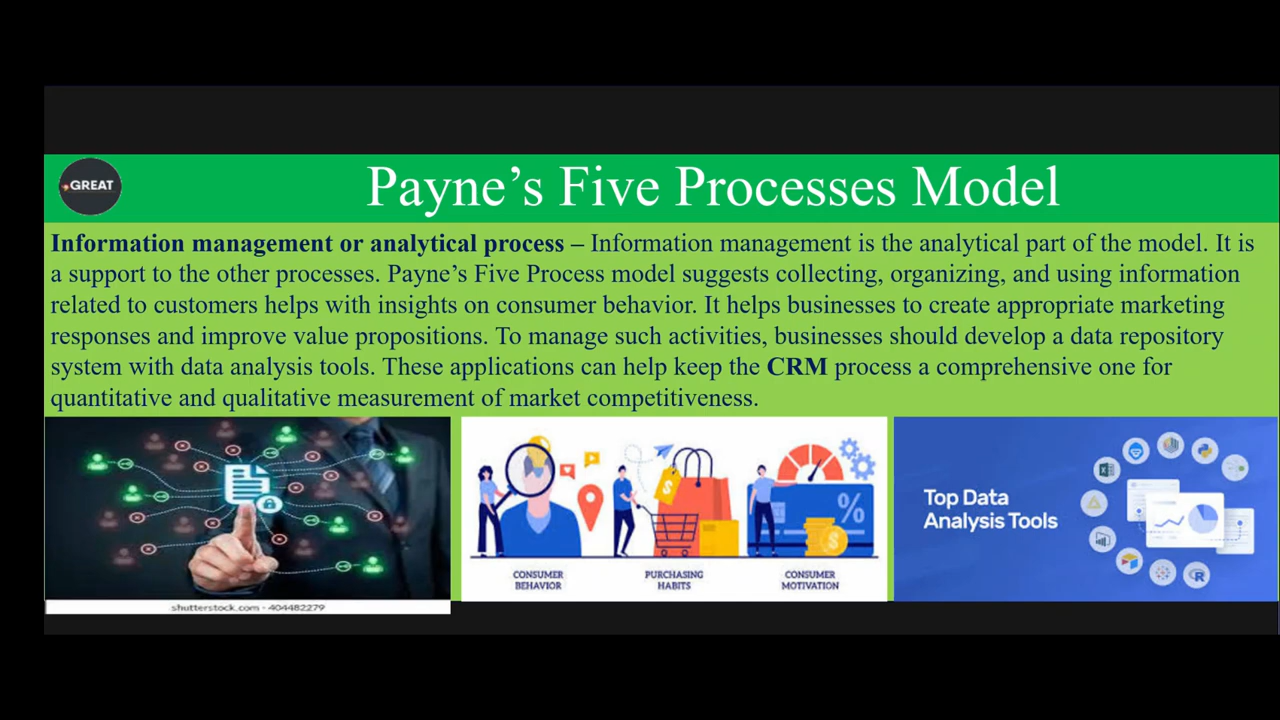 GREAT
Payne’s Five Processes Model
Information management or analytical process – Information management is the analytical part of the model. It is
a support to the other processes. Payne’s Five Process model suggests collecting, organizing, and using information
related to customers helps with insights on consumer behavior. It helps businesses to create appropriate marketing
responses and improve value propositions. To manage such activities, businesses should develop a data repository
system with data analysis tools. These applications can help keep the CRM process a comprehensive one for
quantitative and qualitative measurement of market competitiveness.
shutterstock.com - 404482279
CONSUMER
BEHAVIOR
PURCHASING
HABITS
CONSUMER
MOTIVATION
Top Data
Analysis Tools